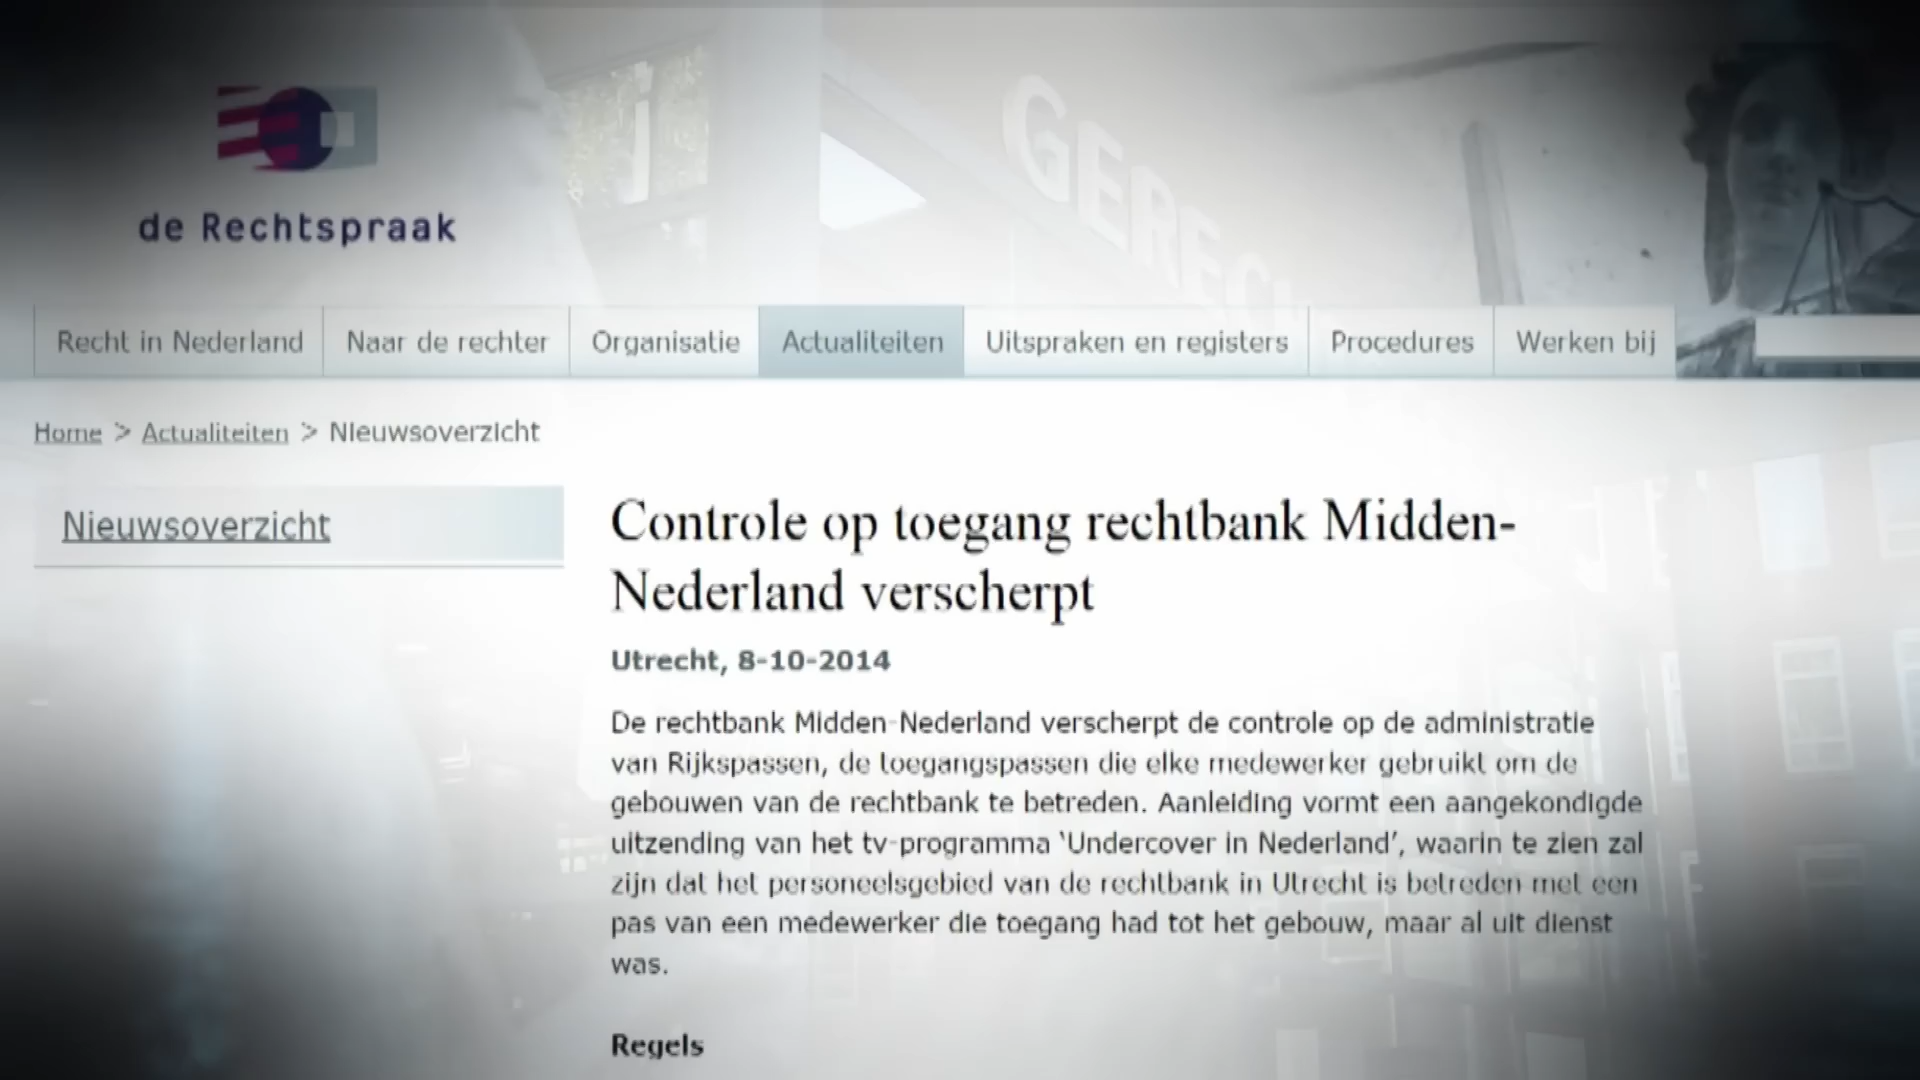 GERECH
de Rechtspraak
Recht in Nederland
Naar de rechter
Organisatie
Actualiteiten
Uitspraken en registers
Procedures
Werken bij
Home > Actualiteiten > Nieuwsoverzicht
Nieuwsoverzicht
Controle op toegang rechtbank Midden-
Nederland verscherpt
Utrecht, 8-10-2014
De rechtbank Midden-Nederland verscherpt de controle op de administratie
van Rijkspassen, de toegangspassen die elke medewerker gebruikt om de
gebouwen van de rechtbank te betreden. Aanleiding vormt een aangekondigde
uitzending van het tv-programma ‘Undercover in Nederland’, waarin te zien zal
zijn dat het personeelsgebied van de rechtbank in Utrecht is betreden met een
pas van een medewerker die toegang had tot het gebouw, maar al uit dienst
was.
Regels